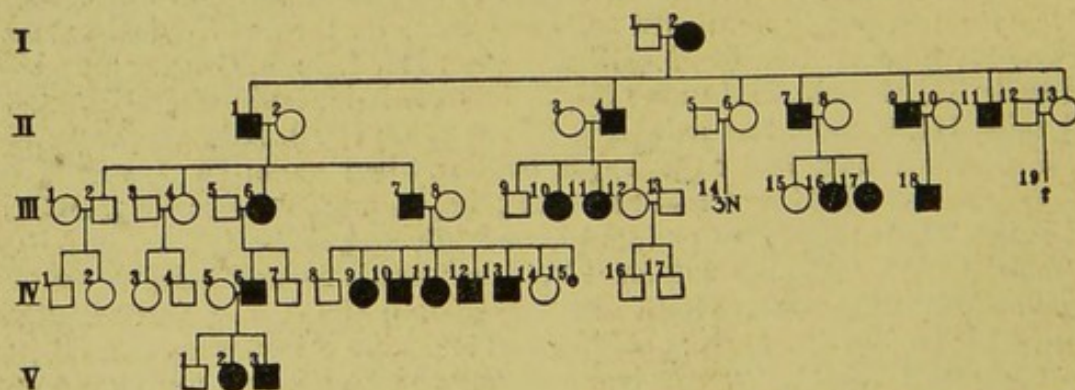 I 1 2
II 1 2 3 4 5 6 7 8 9 10 11 12 13
III 1 2 3 4 5 6 7 8 9 10 11 12 13 14 3N 15 16 17 18 19
IV 1 2 3 4 5 6 7 8 9 10 11 12 13 14 15 16 17
V 1 2 3